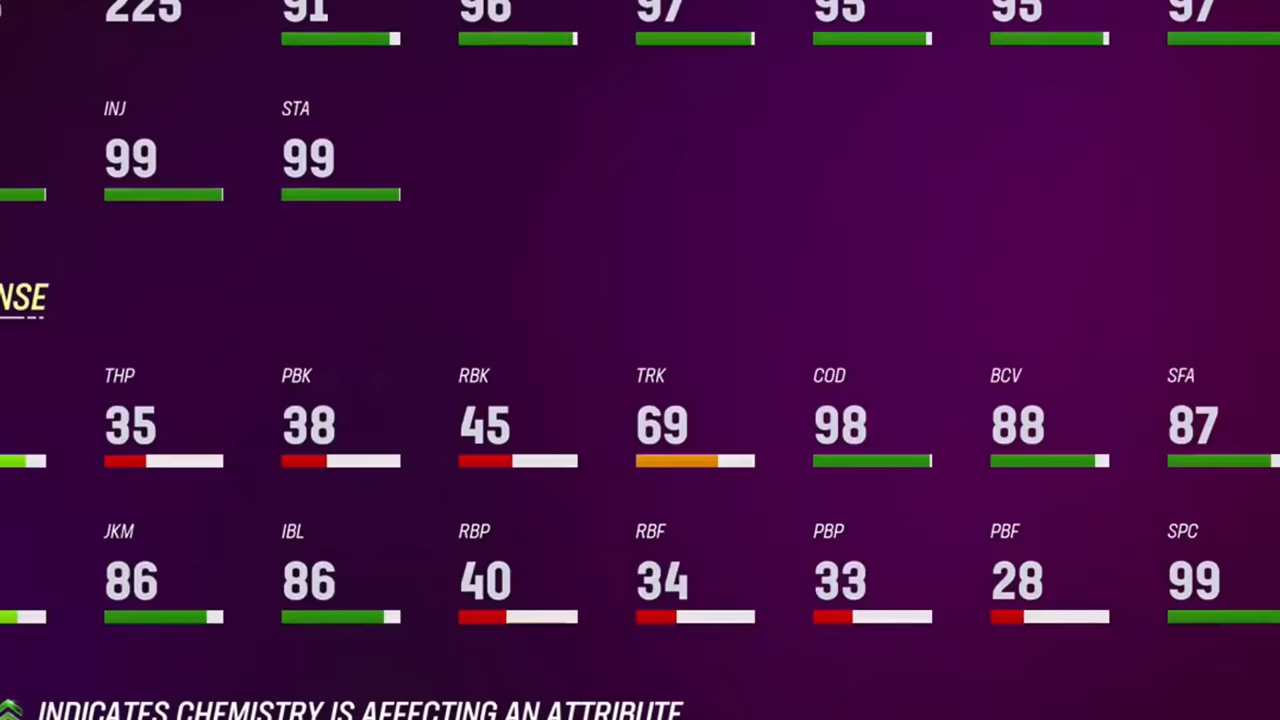 225 91 96 97 95 95 97
INJ STA
99 99
NSE
THP PBK RBK TRK COD BCV SFA
35 38 45 69 98 88 87
JKM IBL RBP RBF PBP PBF SPC
86 86 40 34 33 28 99
INDICATES CHEMISTRY IS AFFECTING AN ATTRIBUTE